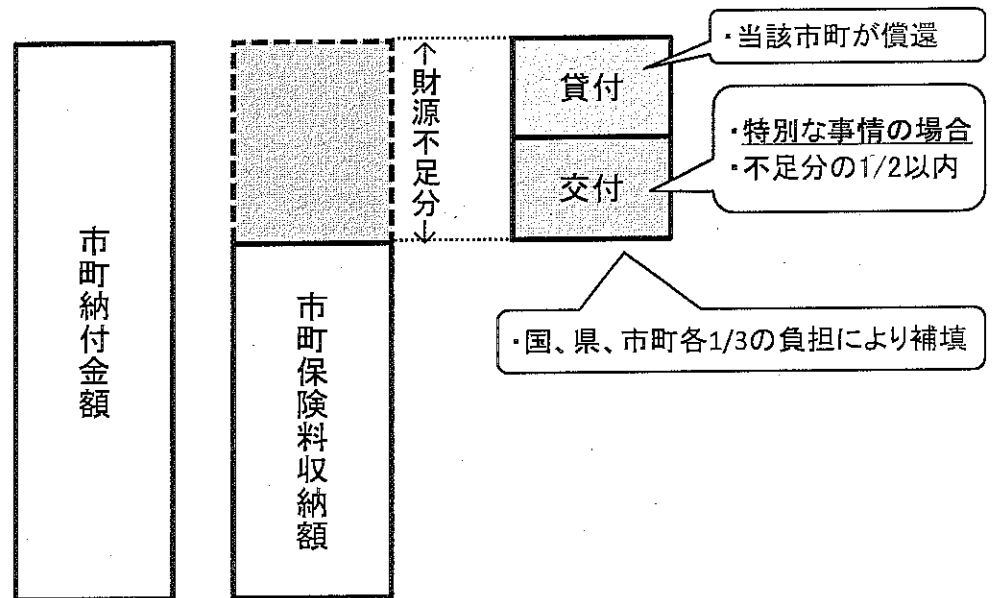 市町納付金額
市町保険料収納額
←財源不足分→
貸付
交付
・当該市町が償還
・特別な事情の場合
・不足分の1/2以内
・国、県、市町各1/3の負担により補填